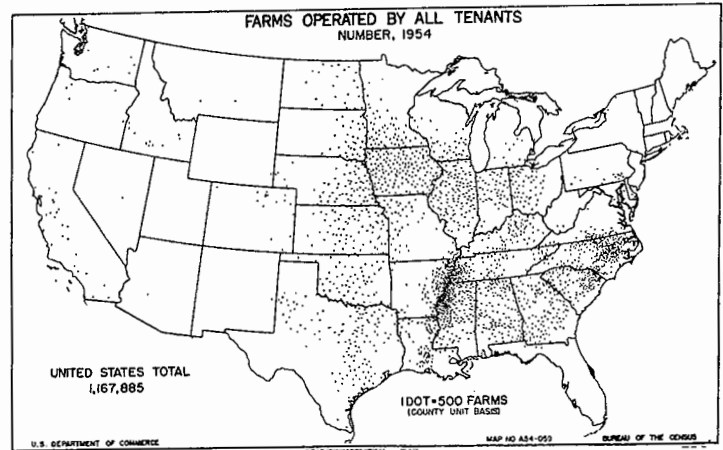 FARMS OPERATED BY ALL TENANTS
NUMBER, 1954
UNITED STATES TOTAL
1,167,885
1 DOT=500 FARMS
(COUNTY UNIT BASIS)
U.S. DEPARTMENT OF COMMERCE
MAP NO A54-059
BUREAU OF THE CENSUS